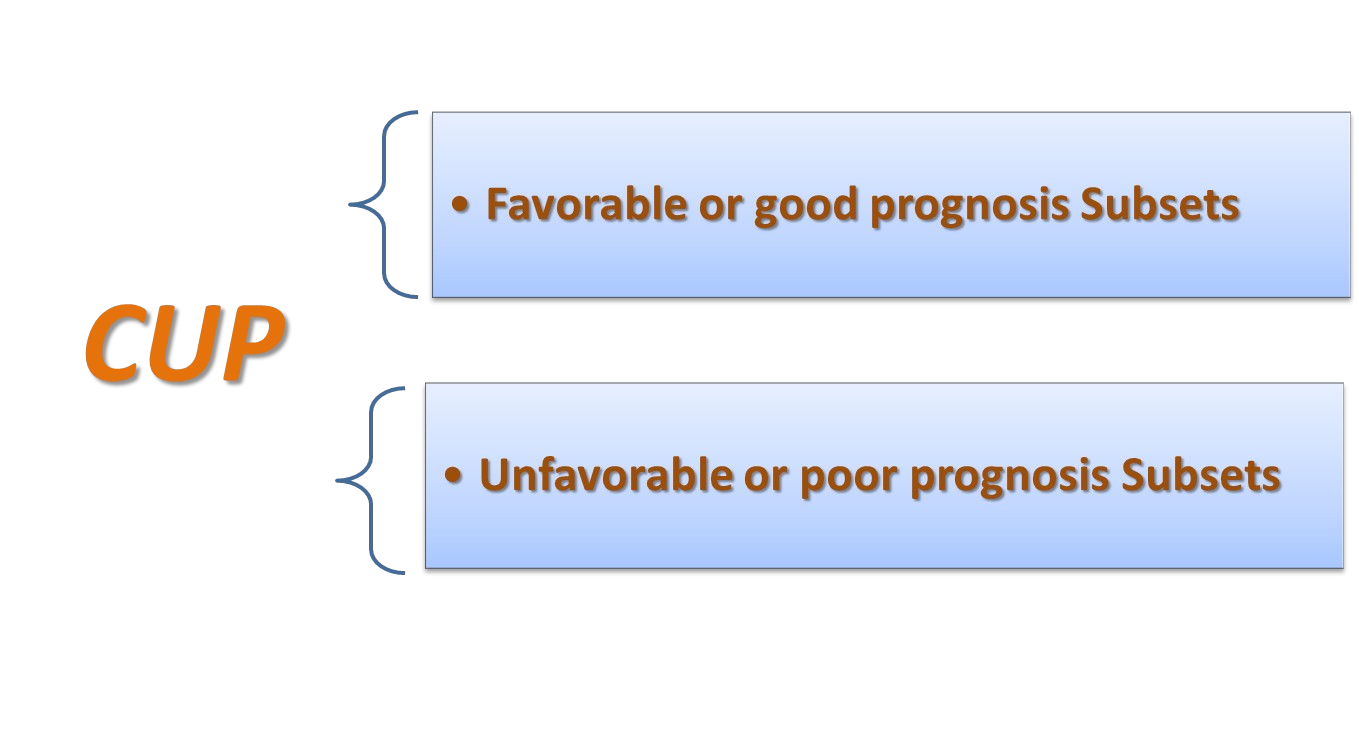 • Favorable or good prognosis Subsets
CUP
• Unfavorable or poor prognosis Subsets